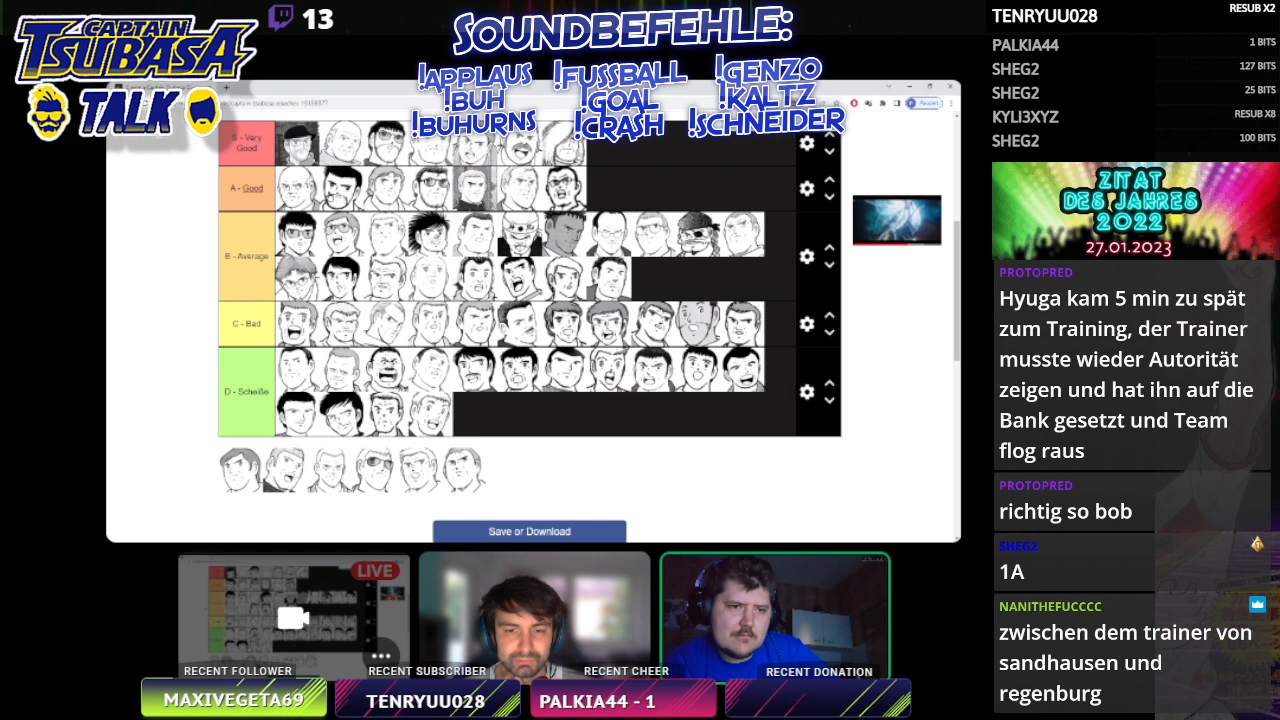 CAPTAIN
TSUBASA
TALK
13
SOUNDBEFEHLE:
!APPLAUS !FUSSBALL !GENZO
!BUH !GOAL !KALTZ
!BUHURNS !CRASH !SCHNEIDER
S - Very
Good
A - Good
B - Average
C - Bad
D - Scheiße
Save or Download
LIVE
RECENT FOLLOWER
RECENT SUBSCRIBER
RECENT CHEER
RECENT DONATION
MAXIVEGETA69
TENRYUU028
PALKIA44 - 1
TENRYUU028 RESUB X2
PALKIA44 1 BITS
SHEG2 127 BITS
SHEG2 25 BITS
KYLI3XYZ RESUB X8
SHEG2 100 BITS
ZITAT
DES JAHRES
2022
27.01.2023
PROTOPRED
Hyuga kam 5 min zu spät
zum Training, der Trainer
musste wieder Autorität
zeigen und hat ihn auf die
Bank gesetzt und Team
flog raus
PROTOPRED
richtig so bob
SHEG2
1A
NANITHEFUCCCC
zwischen dem trainer von
sandhausen und
regenburg